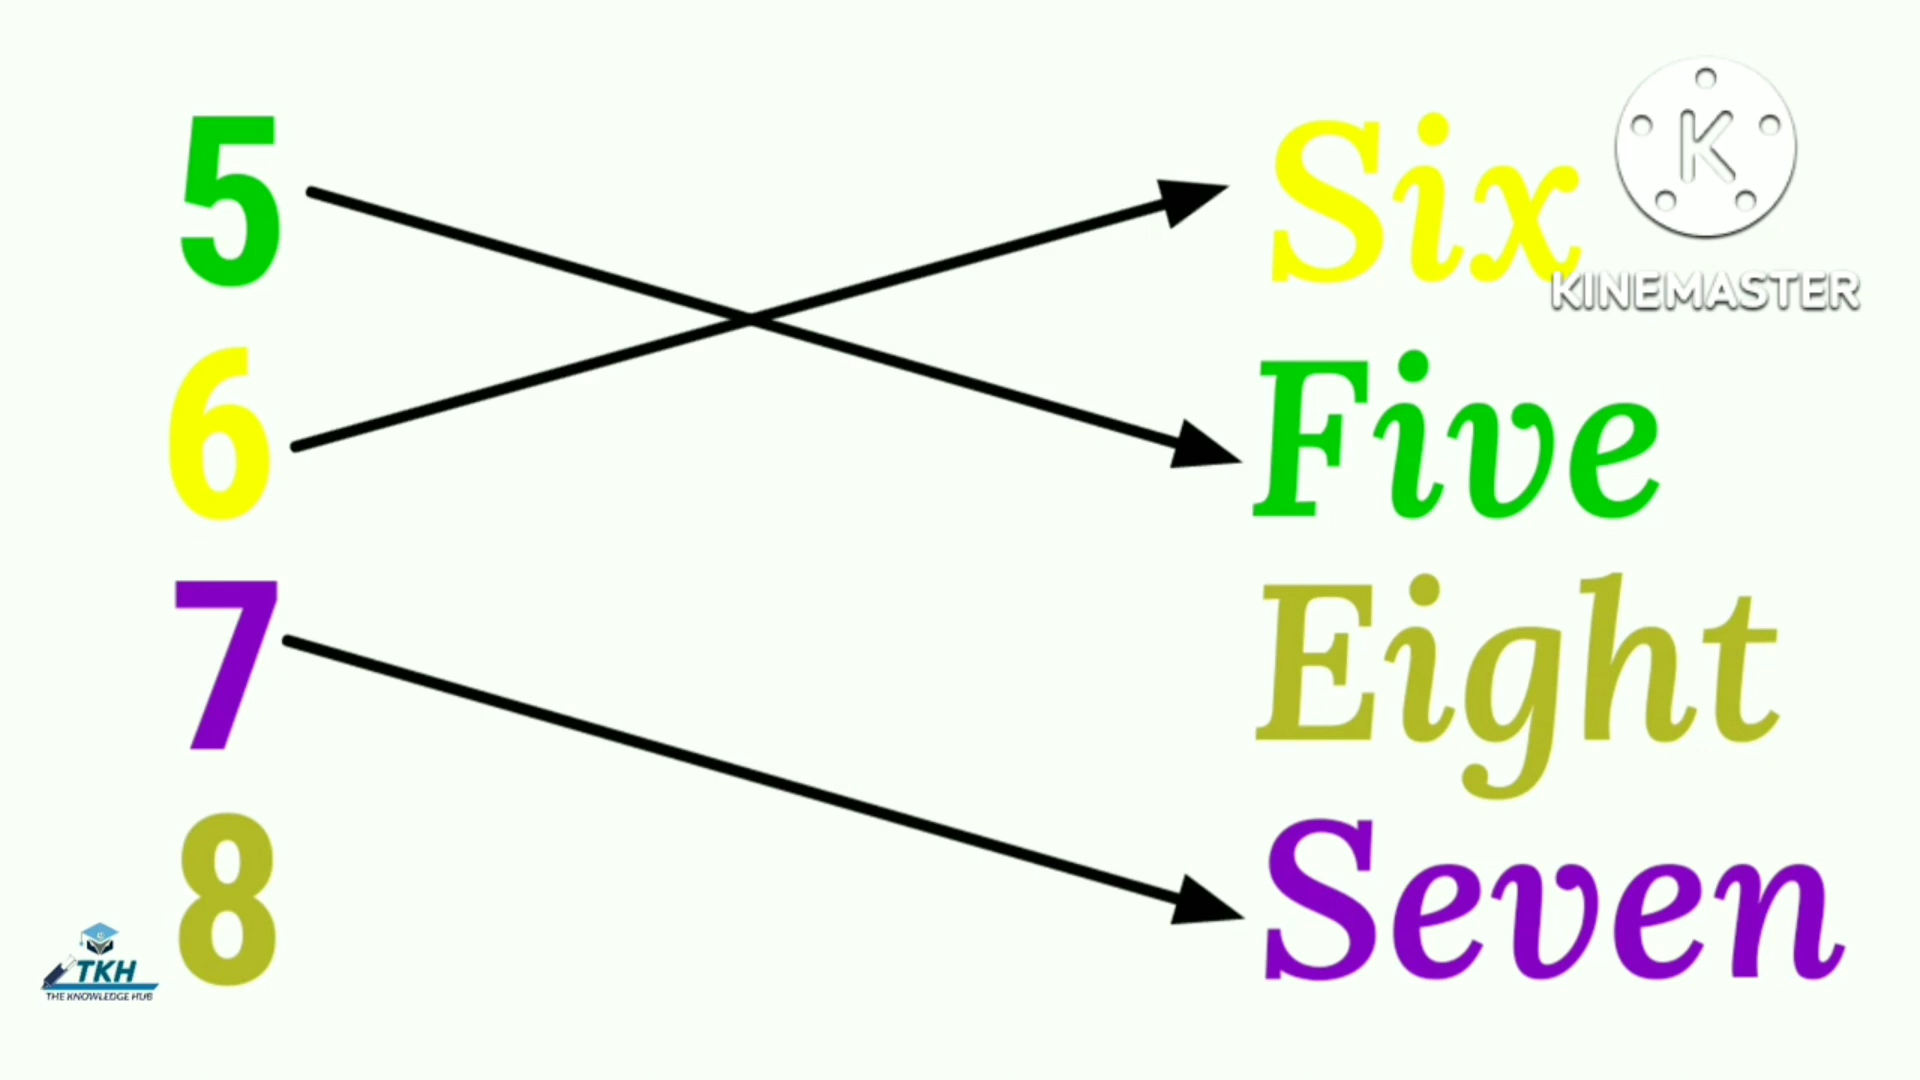 5
Six
K
KINEMASTER
6
Five
7
Eight
8
Seven
TKH
THE KNOWLEDGE HUB